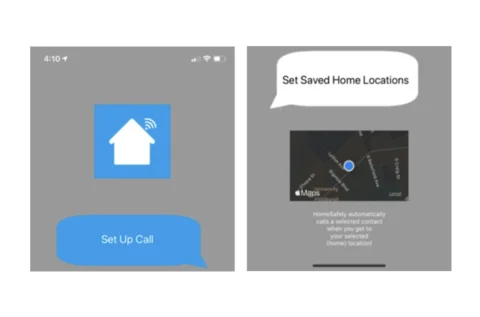 4:10
Set Up Call
Set Saved Home Locations
Maps
Legal
HomeSafely automatically
calls a selected contact
when you get to
your selected
(home) location!